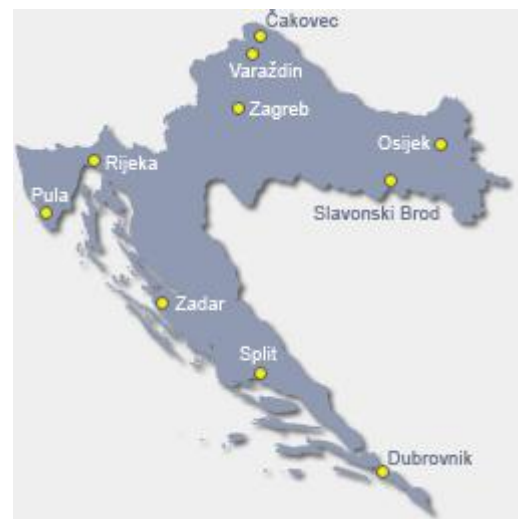 Čakovec
Varaždin
Zagreb
Osijek
Rijeka
Slavonski Brod
Pula
Zadar
Split
Dubrovnik